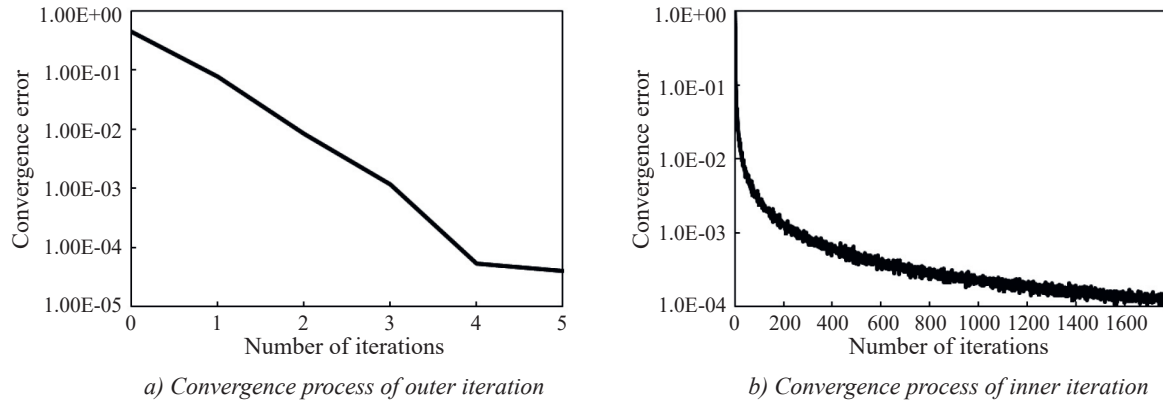 1.00E+00
1.00E-01
1.00E-02
1.00E-03
1.00E-04
1.00E-05
Convergence error
0 1 2 3 4 5
Number of iterations
a) Convergence process of outer iteration
1.0E+00
1.0E-01
1.0E-02
1.0E-03
1.0E-04
Convergence error
0 200 400 600 800 1000 1200 1400 1600
Number of iterations
b) Convergence process of inner iteration